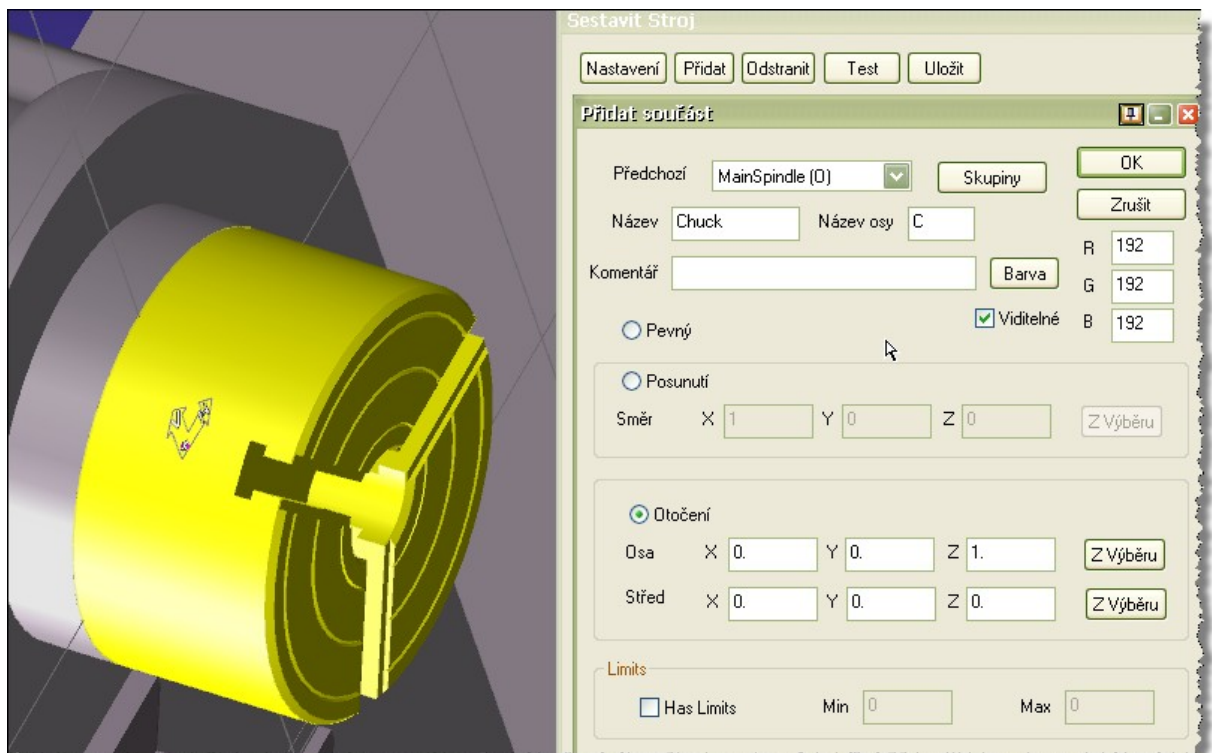 Sestavit Stroj
Nastavení Přidat Odstranit Test Uložit
Přidat součást
Předchozí MainSpindle (0) Skupiny OK
Zrušit
Název Chuck Název osy C
R 192
Komentář Barva
G 192
Viditelné B 192
Pevný
Posunutí
Směr X 1 Y 0 Z 0 Z Výběru
Otočení
Osa X 0. Y 0. Z 1. Z Výběru
Střed X 0. Y 0. Z 0. Z Výběru
Limits
Has Limits Min 0 Max 0